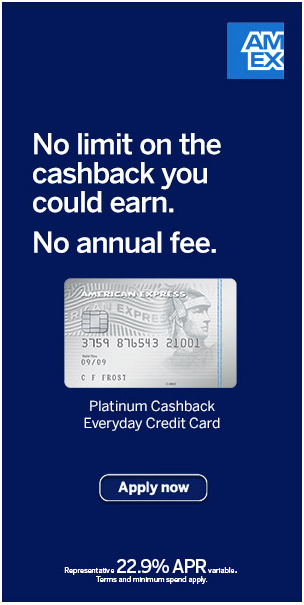 AM
EX
No limit on the
cashback you
could earn.
No annual fee.
AMERICAN EXPRESS
3759 876543 21001
09/09
C F FROST
Platinum Cashback
Everyday Credit Card
Apply now
Representative 22.9% APR variable.
Terms and minimum spend apply.